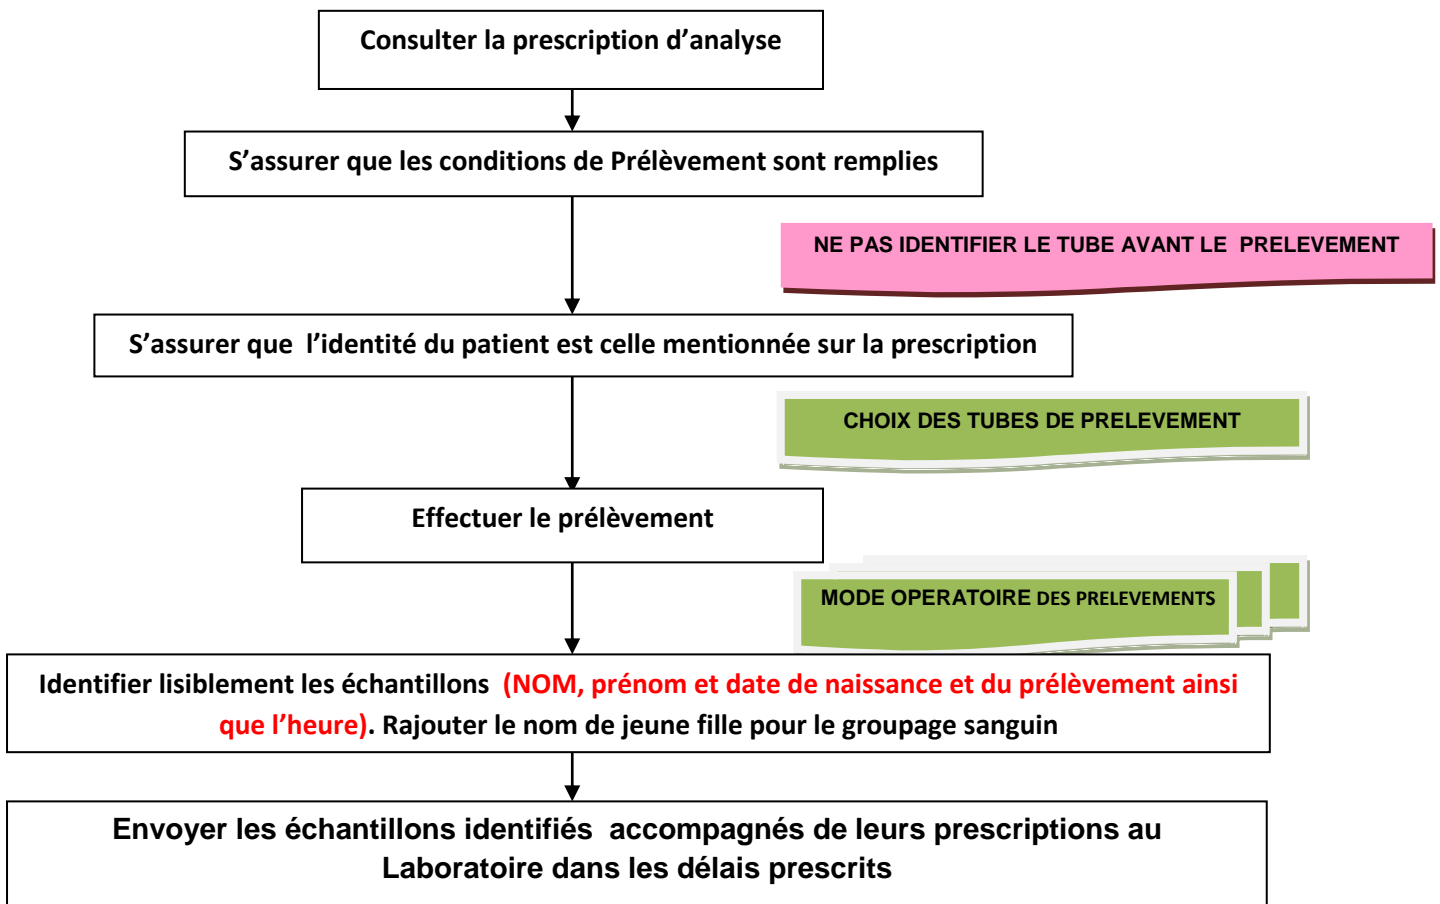 Consulter la prescription d’analyse
S’assurer que les conditions de Prélèvement sont remplies
NE PAS IDENTIFIER LE TUBE AVANT LE PRELEVEMENT
S’assurer que l’identité du patient est celle mentionnée sur la prescription
CHOIX DES TUBES DE PRELEVEMENT
Effectuer le prélèvement
MODE OPERATOIRE DES PRELEVEMENTS
Identifier lisiblement les échantillons (NOM, prénom et date de naissance et du prélèvement ainsi
que l’heure). Rajouter le nom de jeune fille pour le groupage sanguin
Envoyer les échantillons identifiés accompagnés de leurs prescriptions au
Laboratoire dans les délais prescrits